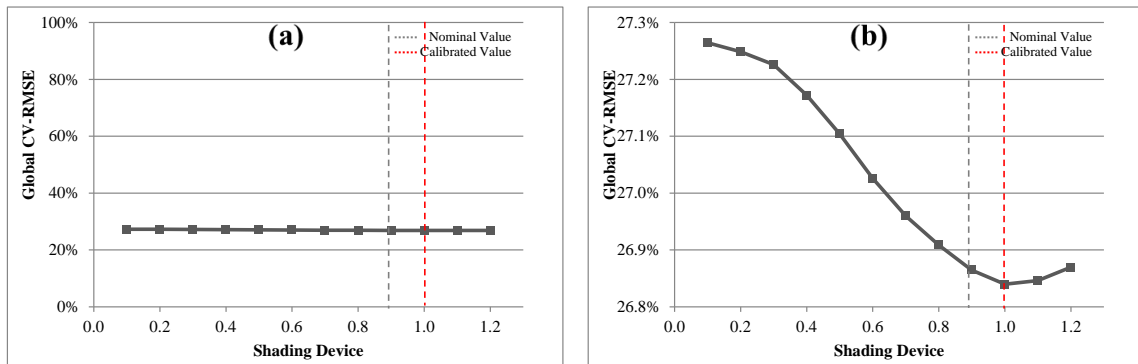 (a)
Nominal Value
Calibrated Value
Global CV-RMSE
100%
80%
60%
40%
20%
0%
0.0 0.2 0.4 0.6 0.8 1.0 1.2
Shading Device
(b)
Nominal Value
Calibrated Value
Global CV-RMSE
27.3%
27.2%
27.1%
27.0%
26.9%
26.8%
0.0 0.2 0.4 0.6 0.8 1.0 1.2
Shading Device